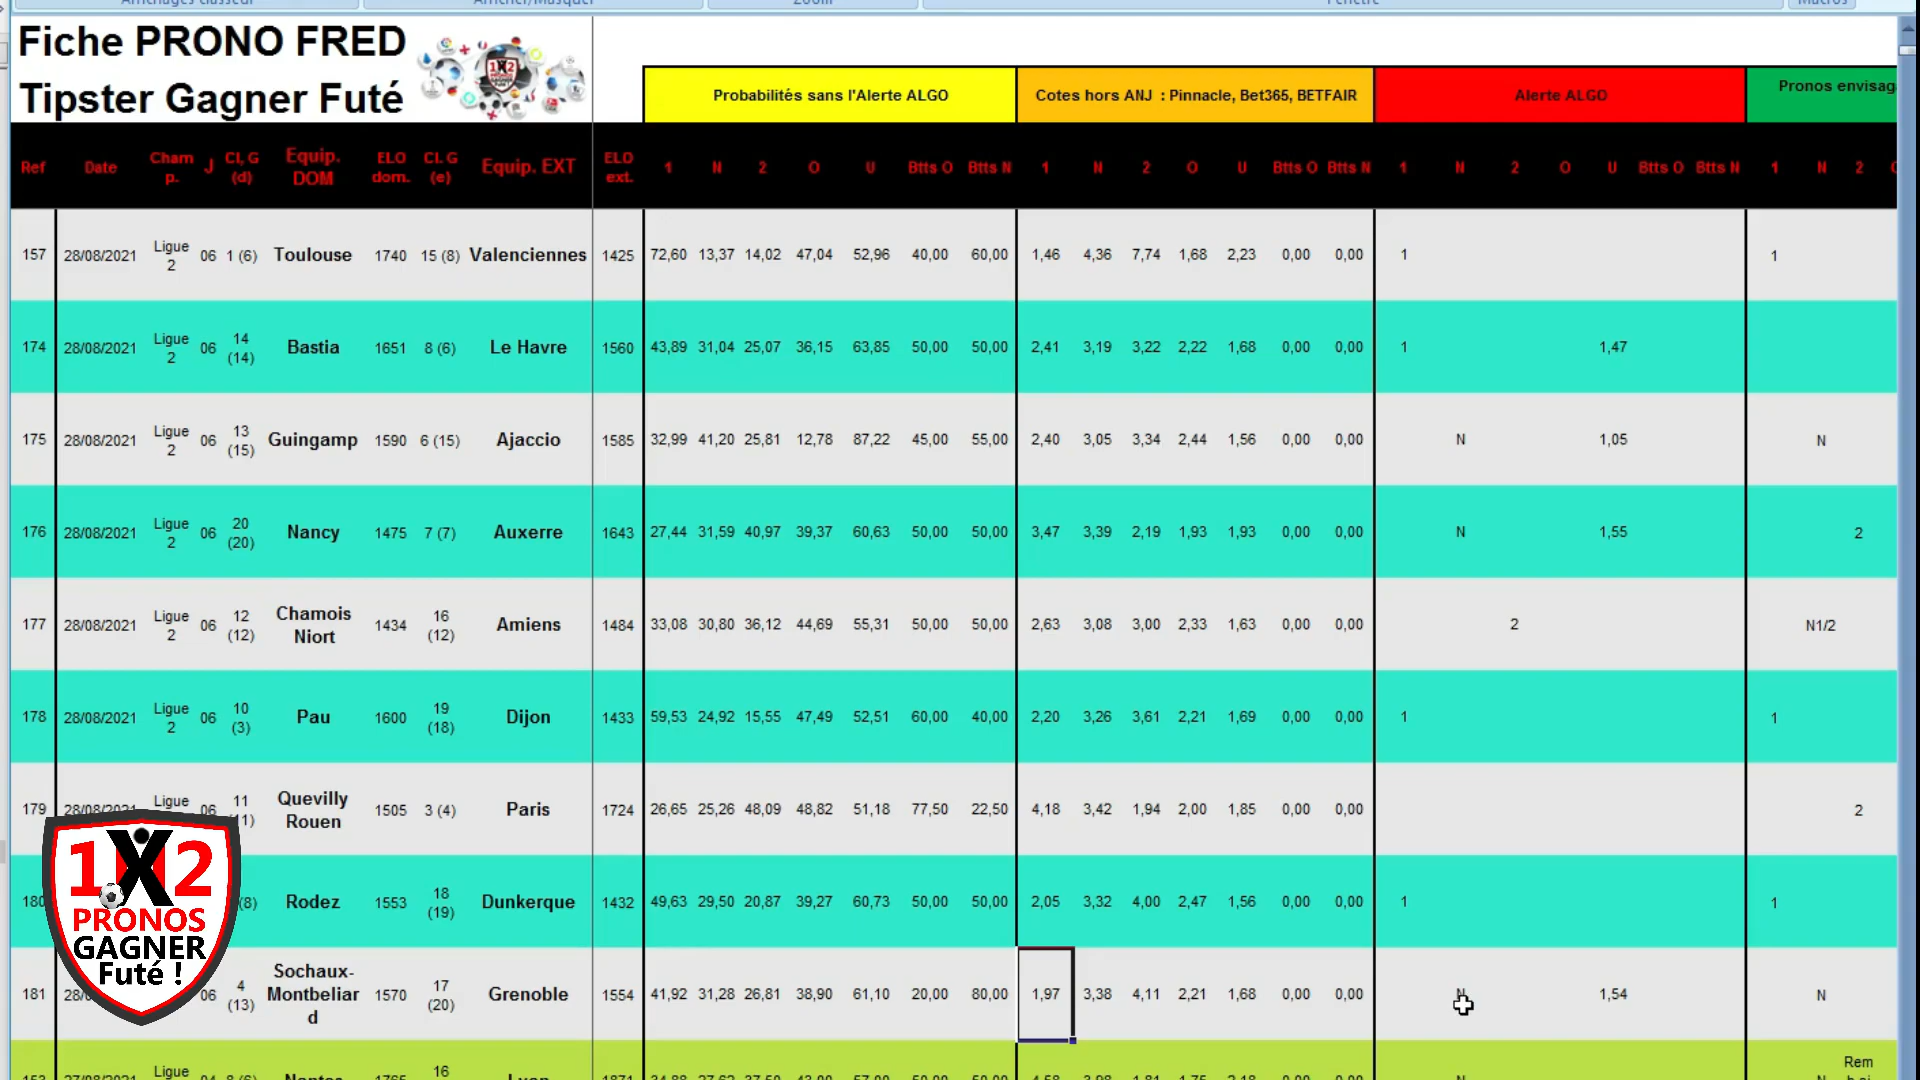 Affichages classeur Afficher/Masquer Zoom Fenêtre Macros
Fiche PRONO FRED
Tipster Gagner Futé
Probabilités sans l'Alerte ALGO Cotes hors ANJ : Pinnacle, Bet365, BETFAIR Alerte ALGO Pronos envisag
Ref Date Cham p. J Cl, G (d) Equip. DOM ELO dom. Cl. G (e) Equip. EXT ELO ext. 1 N 2 O U Btts O Btts N 1 N 2 O U Btts O Btts N 1 N 2 O U Btts O Btts N 1 N 2
157 28/08/2021 Ligue 2 06 1 (6) Toulouse 1740 15 (8) Valenciennes 1425 72,60 13,37 14,02 47,04 52,96 40,00 60,00 1,46 4,36 7,74 1,68 2,23 0,00 0,00 1 1
174 28/08/2021 Ligue 2 06 14 (14) Bastia 1651 8 (6) Le Havre 1560 43,89 31,04 25,07 36,15 63,85 50,00 50,00 2,41 3,19 3,22 2,22 1,68 0,00 0,00 1 1,47
175 28/08/2021 Ligue 2 06 13 (15) Guingamp 1590 6 (15) Ajaccio 1585 32,99 41,20 25,81 12,78 87,22 45,00 55,00 2,40 3,05 3,34 2,44 1,56 0,00 0,00 N 1,05 N
176 28/08/2021 Ligue 2 06 20 (20) Nancy 1475 7 (7) Auxerre 1643 27,44 31,59 40,97 39,37 60,63 50,00 50,00 3,47 3,39 2,19 1,93 1,93 0,00 0,00 N 1,55 2
177 28/08/2021 Ligue 2 06 12 (12) Chamois Niort 1434 16 (12) Amiens 1484 33,08 30,80 36,12 44,69 55,31 50,00 50,00 2,63 3,08 3,00 2,33 1,63 0,00 0,00 2 N1/2
178 28/08/2021 Ligue 2 06 10 (3) Pau 1600 19 (18) Dijon 1433 59,53 24,92 15,55 47,49 52,51 60,00 40,00 2,20 3,26 3,61 2,21 1,69 0,00 0,00 1 1
179 28/08/2021 Ligue 06 11 Quevilly Rouen 1505 3 (4) Paris 1724 26,65 25,26 48,09 48,82 51,18 77,50 22,50 4,18 3,42 1,94 2,00 1,85 0,00 0,00 2
180 (8) Rodez 1553 18 (19) Dunkerque 1432 49,63 29,50 20,87 39,27 60,73 50,00 50,00 2,05 3,32 4,00 2,47 1,56 0,00 0,00 1 1
181 06 4 (13) Sochaux-Montbeliard 1570 17 (20) Grenoble 1554 41,92 31,28 26,81 38,90 61,10 20,00 80,00 1,97 3,38 4,11 2,21 1,68 0,00 0,00 N 1,54 N
Ligue 16 Nantes Lyon Rem
1X2
PRONOS
GAGNER
Futé !